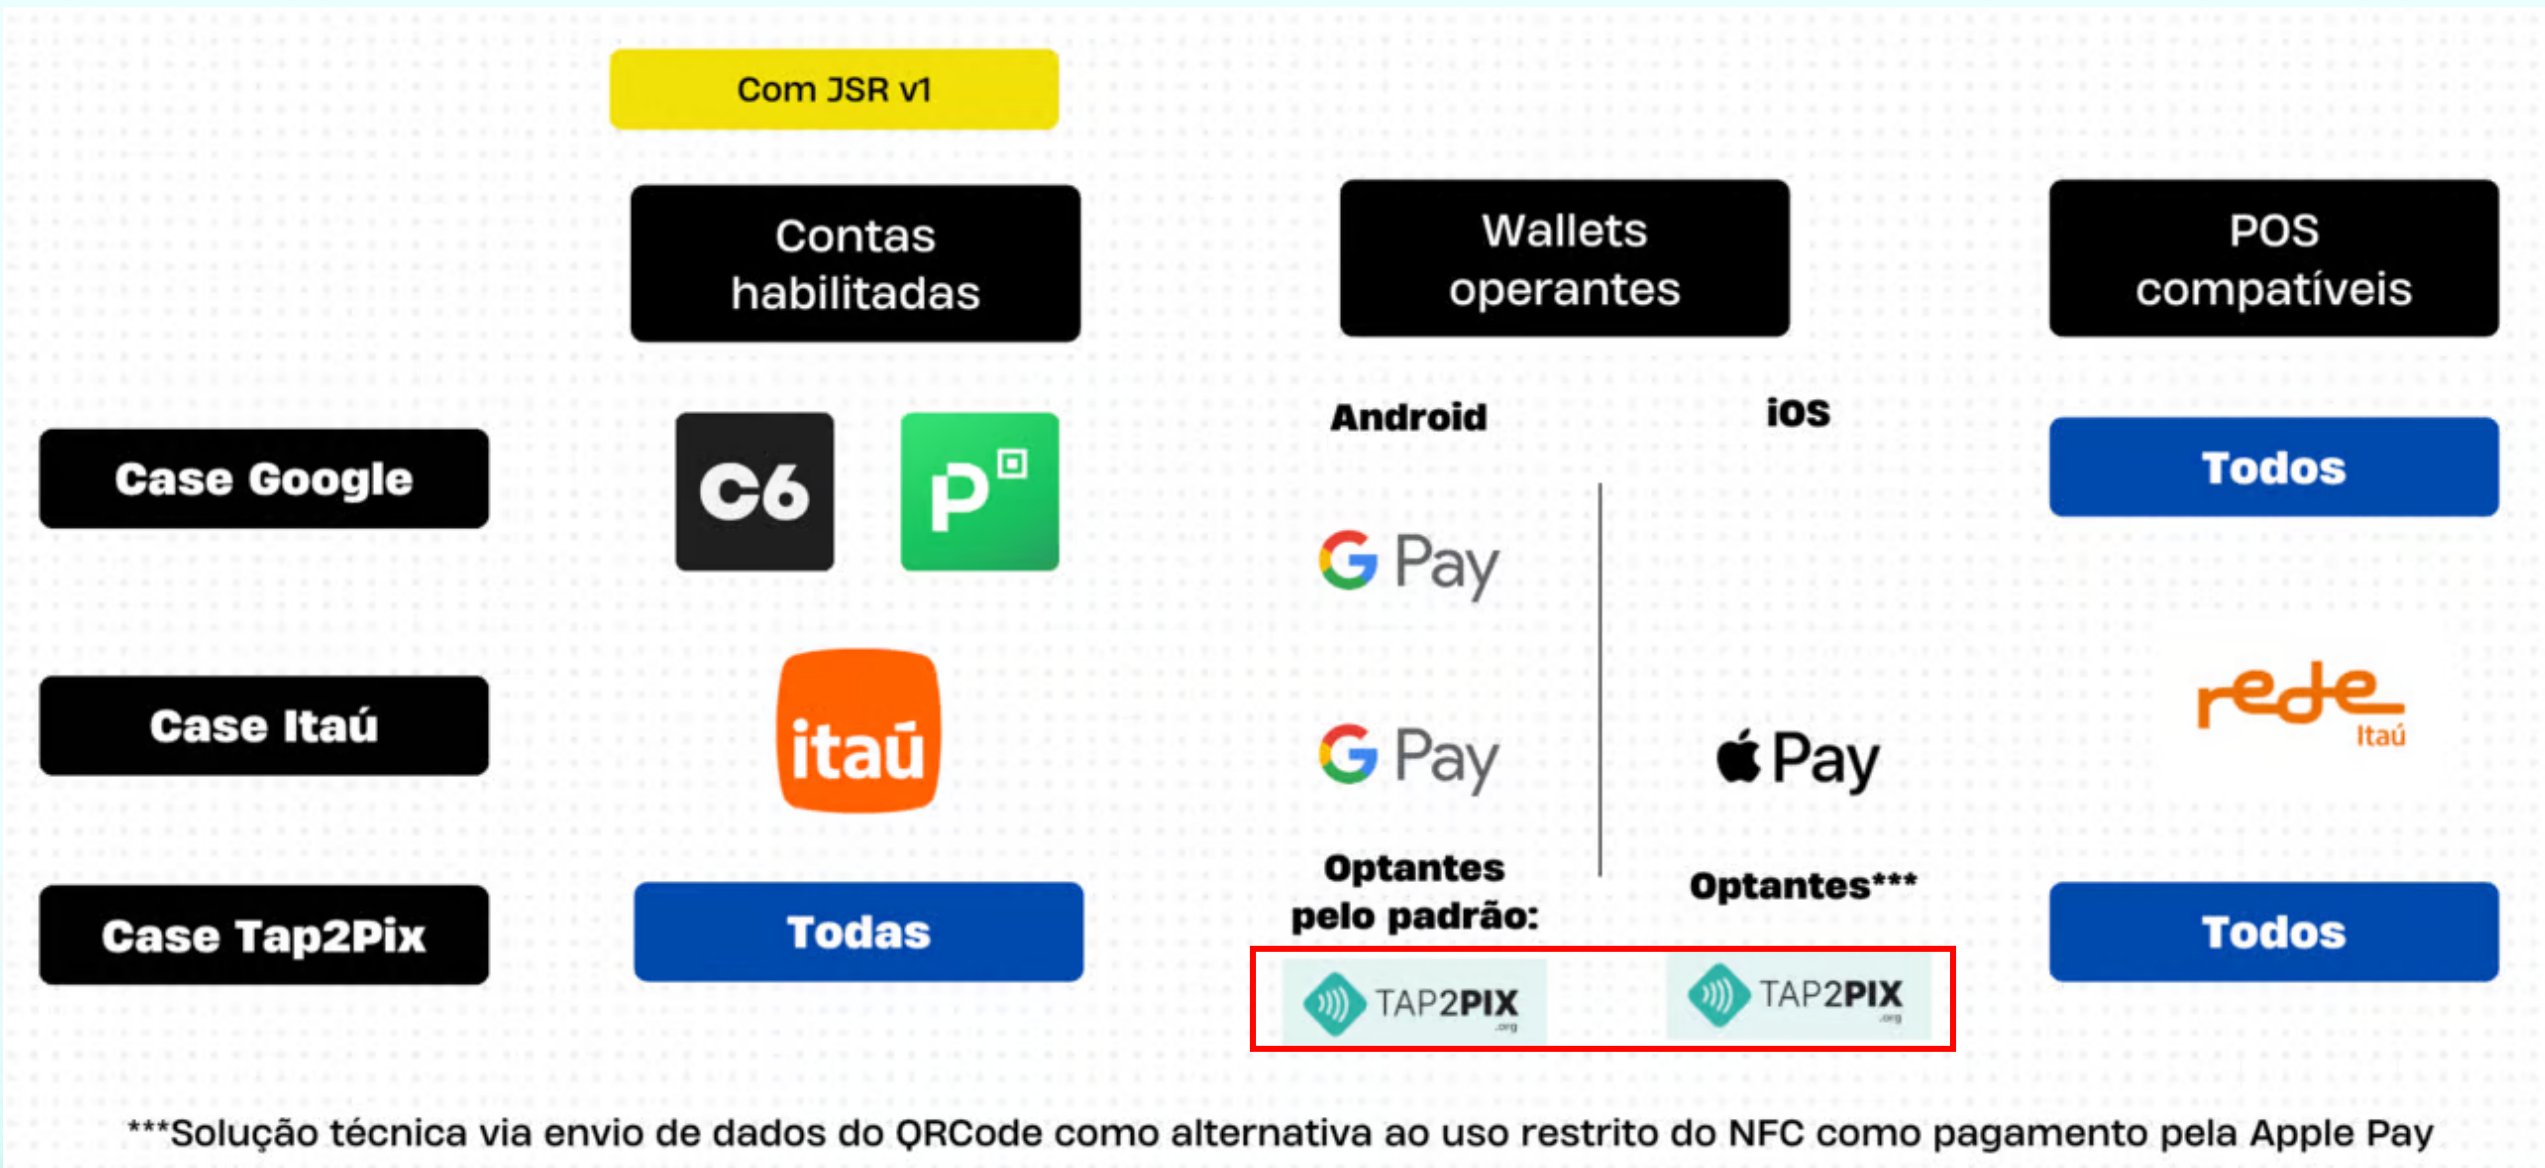 Com JSR v1
Contas
habilitadas
Wallets
operantes
POS
compatíveis
Android
iOS
Case Google
C6
P
G Pay
Todos
Case Itaú
itaú
G Pay
Pay
rede
Itaú
Case Tap2Pix
Todas
Optantes
pelo padrão:
TAP2PIX
.org
Optantes***
TAP2PIX
.org
Todos
***Solução técnica via envio de dados do QRCode como alternativa ao uso restrito do NFC como pagamento pela Apple Pay